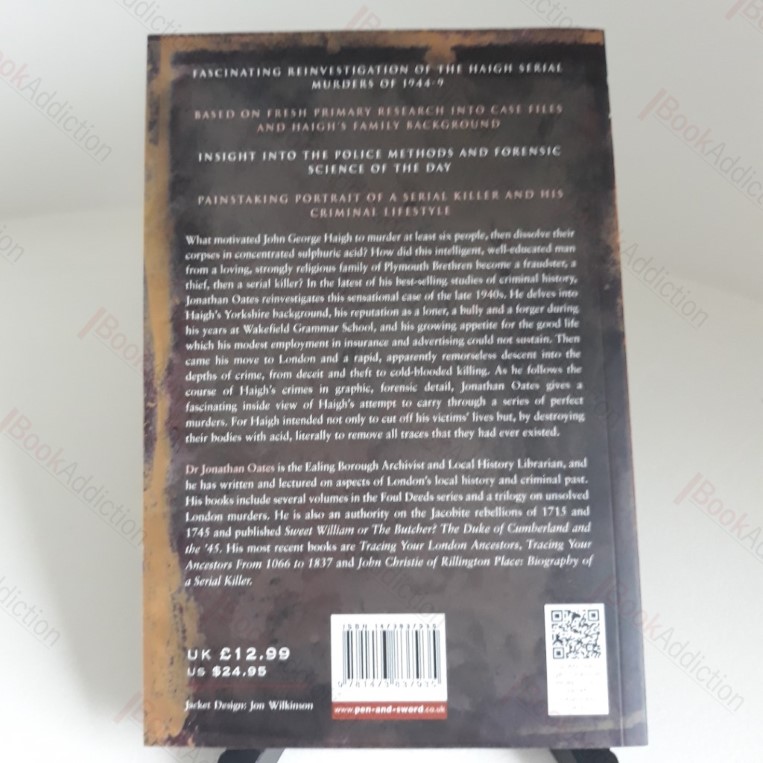 FASCINATING REINVESTIGATION OF THE HAIGH SERIAL
MURDERS OF 1944-9
BASED ON FRESH PRIMARY RESEARCH INTO CASE FILES
AND HAIGH'S FAMILY BACKGROUND
INSIGHT INTO THE POLICE METHODS AND FORENSIC
SCIENCE OF THE DAY
PAINSTAKING PORTRAIT OF A SERIAL KILLER AND HIS
CRIMINAL LIFESTYLE
What motivated John George Haigh to murder at least six people, then dissolve their
corpses in concentrated sulphuric acid? How did this intelligent, well-educated man
from a loving, strongly religious family of Plymouth Brethren become a fraudster, a
thief, then a serial killer? In the latest of his best-selling studies of criminal history,
Jonathan Oates reinvestigates this sensational case of the late 1940s. He delves into
Haigh's Yorkshire background, his reputation as a loner, a bully and a forger during
his years at Wakefield Grammar School, and his growing appetite for the good life
which his modest employment in insurance and advertising could not sustain. Then
came his move to London and a rapid, apparently remorseless descent into the
depths of crime, from deceit and theft to cold-blooded killing. As he follows the
course of Haigh's crimes in graphic, forensic detail, Jonathan Oates gives a
fascinating inside view of Haigh's attempt to carry through a series of perfect
murders. For Haigh intended not only to cut off his victims' lives but, by destroying
their bodies with acid, literally to remove all traces that they had ever existed.
Dr Jonathan Oates is the Ealing Borough Archivist and Local History Librarian, and
he has written and lectured on aspects of London's local history and criminal past.
His books include several volumes in the Foul Deeds series and a trilogy on unsolved
London murders. He is also an authority on the Jacobite rebellions of 1715 and
1745 and published Sweet William or The Butcher? The Duke of Cumberland and
the '45. His most recent books are Tracing Your London Ancestors, Tracing Your
Ancestors From 1066 to 1837 and John Christie of Rillington Place: Biography of
a Serial Killer.
UK £12.99
US $24.95
Jacket Design: Jon Wilkinson
ISBN
www.pen-and-sword.co.uk
BookAddiction